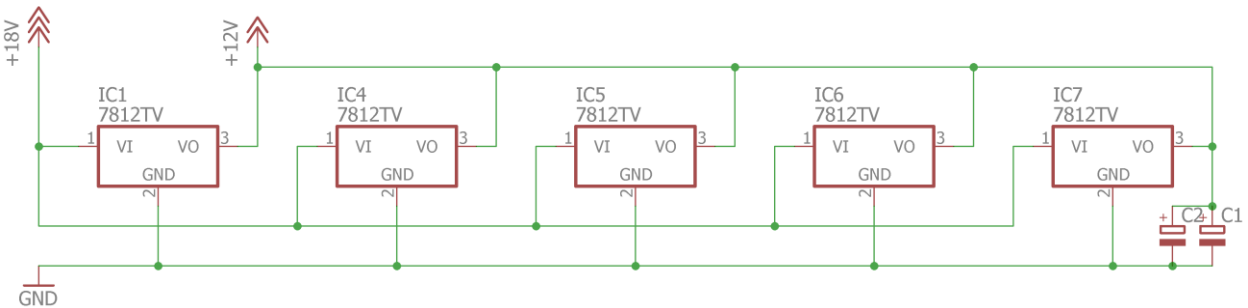 +18V
+12V
IC1
7812TV
1 VI VO 3
GND
2
IC4
7812TV
1 VI VO 3
GND
2
IC5
7812TV
1 VI VO 3
GND
2
IC6
7812TV
1 VI VO 3
GND
2
IC7
7812TV
1 VI VO 3
GND
2
+ C2
+ C1
GND